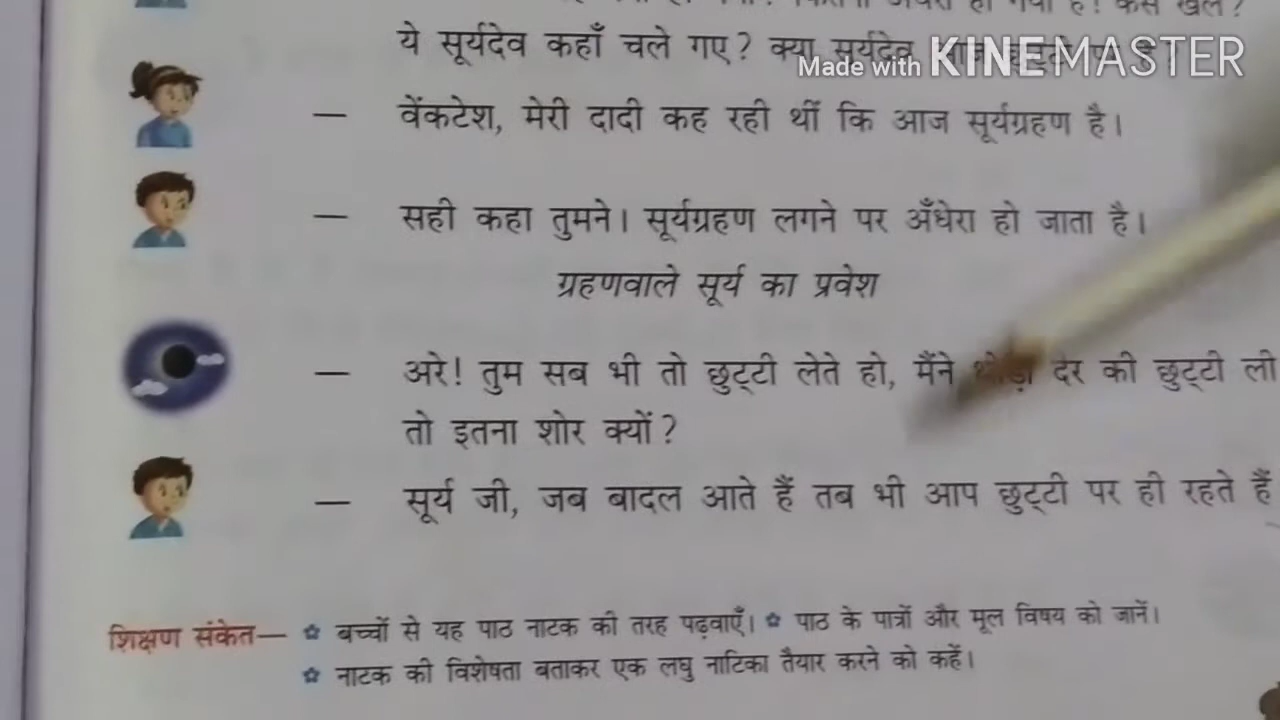 ये सूर्यदेव कहाँ चले गए? क्या सूर्यदेव
Made with KINEMASTER
— वेंकटेश, मेरी दादी कह रही थीं कि आज सूर्यग्रहण है।
— सही कहा तुमने। सूर्यग्रहण लगने पर अँधेरा हो जाता है।
ग्रहणवाले सूर्य का प्रवेश
— अरे! तुम सब भी तो छुट्टी लेते हो, मैंने थोड़ी देर की छुट्टी ली
तो इतना शोर क्यों?
— सूर्य जी, जब बादल आते हैं तब भी आप छुट्टी पर ही रहते हैं
शिक्षण संकेत— ✿ बच्चों से यह पाठ नाटक की तरह पढ़वाएँ। ✿ पाठ के पात्रों और मूल विषय को जानें।
✿ नाटक की विशेषता बताकर एक लघु नाटिका तैयार करने को कहें।